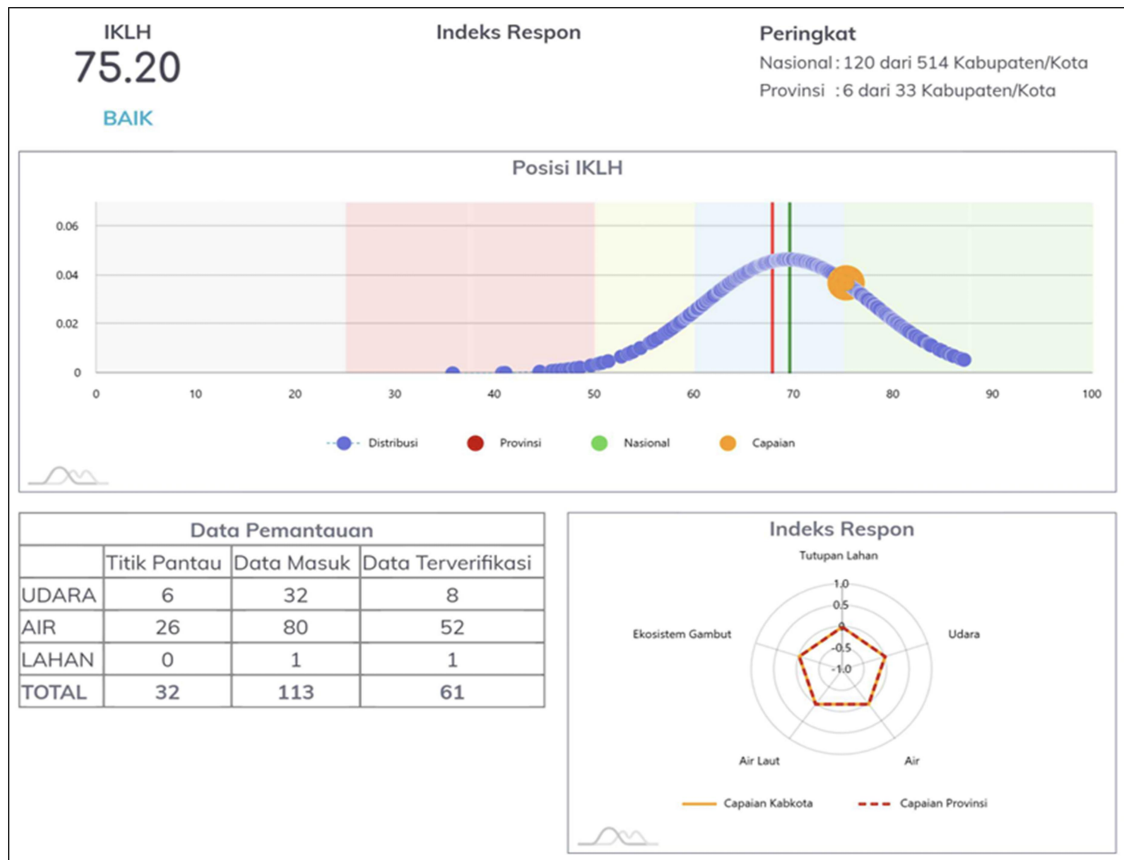 IKLH
75.20
BAIK
Indeks Respon
Peringkat
Nasional : 120 dari 514 Kabupaten/Kota
Provinsi : 6 dari 33 Kabupaten/Kota
Posisi IKLH
0.06
0.04
0.02
0
0 10 20 30 40 50 60 70 80 90 100
Distribusi Provinsi Nasional Capaian
Data Pemantauan
Titik Pantau Data Masuk Data Terverifikasi
UDARA 6 32 8
AIR 26 80 52
LAHAN 0 1 1
TOTAL 32 113 61
Indeks Respon
Tutupan Lahan
1.0
0.5
0
-0.5
-1.0
Ekosistem Gambut
Udara
Air Laut
Air
Capaian Kabkota Capaian Provinsi